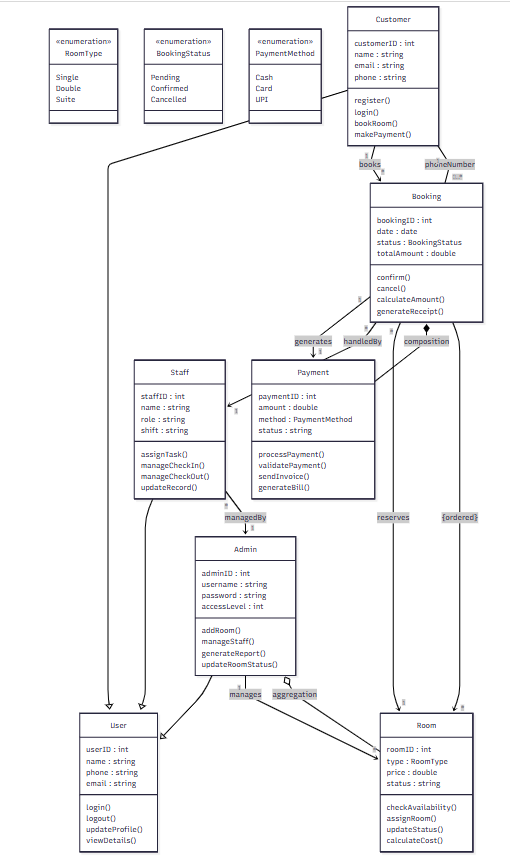 Customer
customerID : int
name : string
email : string
phone : string
register()
login()
bookRoom()
makePayment()
«enumeration»
RoomType
Single
Double
Suite
«enumeration»
BookingStatus
Pending
Confirmed
Cancelled
«enumeration»
PaymentMethod
Cash
Card
UPI
books
phoneNumber
*
Booking
bookingID : int
date : date
status : BookingStatus
totalAmount : double
confirm()
cancel()
calculateAmount()
generateReceipt()
generates
handledBy
composition
1
*
*
1
1
Staff
staffID : int
name : string
role : string
shift : string
assignTask()
manageCheckIn()
manageCheckOut()
updateRecord()
Payment
paymentID : int
amount : double
method : PaymentMethod
status : string
processPayment()
validatePayment()
sendInvoice()
generateBill()
*
managedBy
1
reserves
{ordered}
Admin
adminID : int
username : string
password : string
accessLevel : int
addRoom()
manageStaff()
generateReport()
updateRoomStatus()
1
manages
aggregation
*
*
User
userID : int
name : string
phone : string
email : string
login()
logout()
updateProfile()
viewDetails()
Room
roomID : int
type : RoomType
price : double
status : string
checkAvailability()
assignRoom()
updateStatus()
calculateCost()